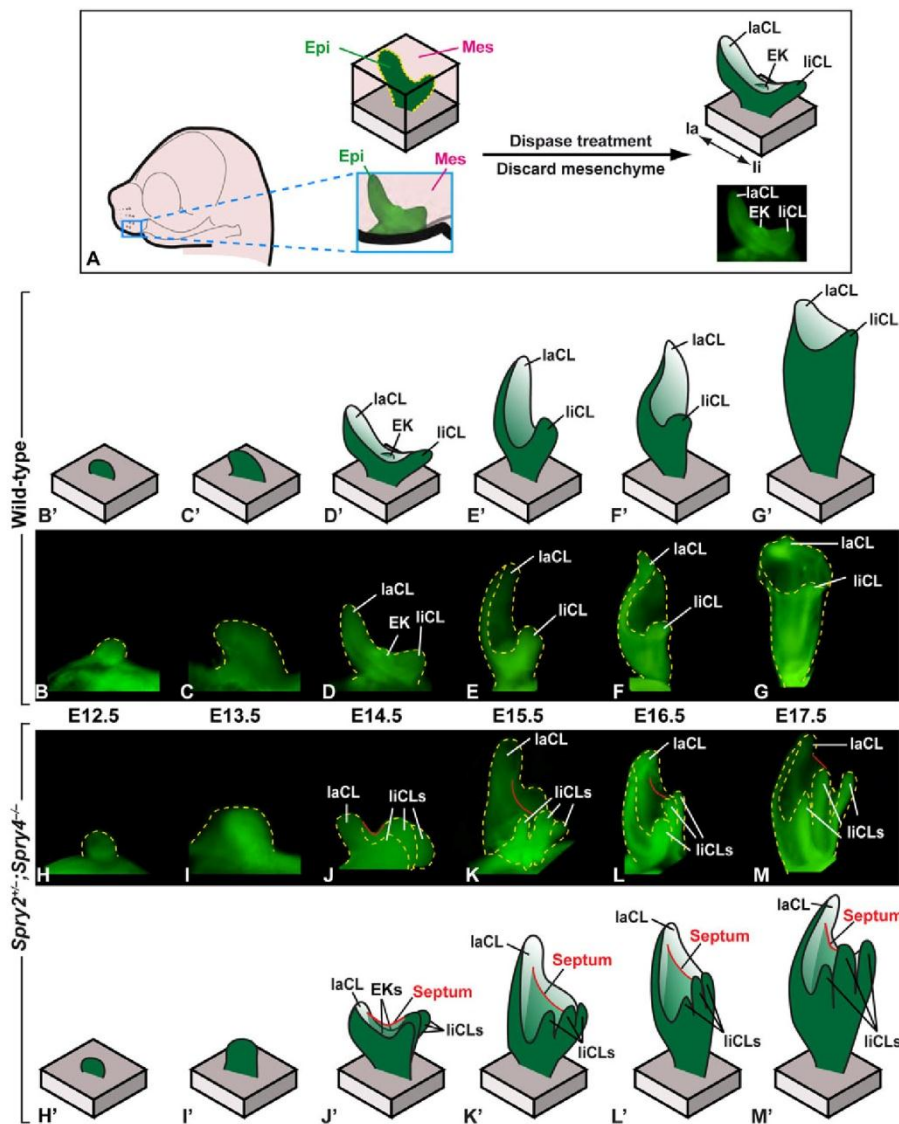 Epi
Mes
Epi
Mes
Dispase treatment
Discard mesenchyme
laCL
EK
liCL
la
li
laCL
EK
liCL
A
Wild-type
laCL
liCL
laCL
liCL
laCL
liCL
laCL
EK
liCL
B’
C’
D’
E’
F’
G’
laCL
EK
liCL
laCL
liCL
laCL
liCL
laCL
liCL
B
C
D
E
F
G
E12.5
E13.5
E14.5
E15.5
E16.5
E17.5
Spry2+/-;Spry4-/-
laCL
liCLs
laCL
liCLs
laCL
liCLs
laCL
liCLs
H
I
J
K
L
M
laCL
EKs
Septum
liCLs
laCL
Septum
liCLs
laCL
Septum
liCLs
laCL
Septum
liCLs
H’
I’
J’
K’
L’
M’